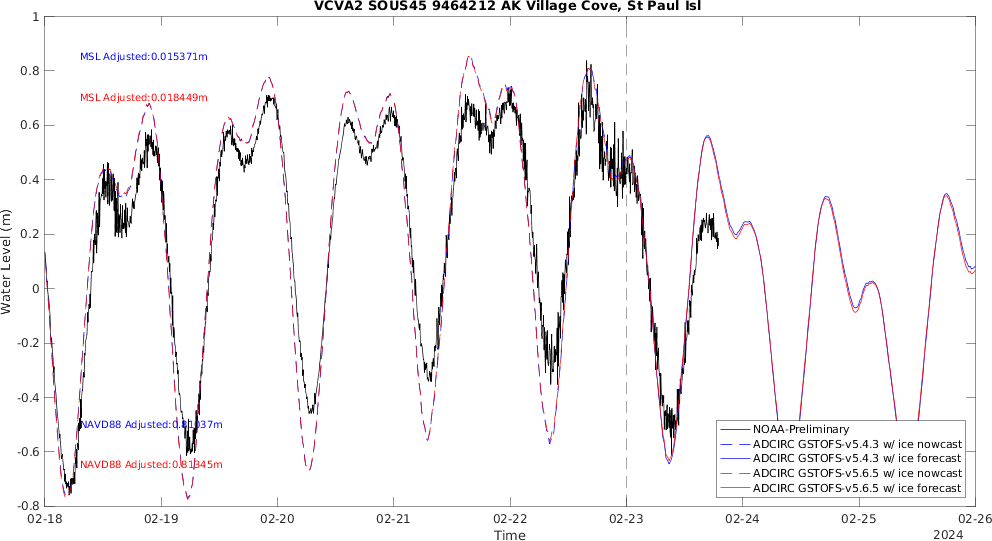 VCVA2 SOUS45 9464212 AK Village Cove, St Paul Isl
1
0.8
0.6
0.4
0.2
0
-0.2
-0.4
-0.6
-0.8
Water Level (m)
MSL Adjusted:0.015371m
MSL Adjusted:0.018449m
NAVD88 Adjusted:0.81037m
NAVD88 Adjusted:0.81345m
NOAA-Preliminary
ADCIRC GSTOFS-v5.4.3 w/ ice nowcast
ADCIRC GSTOFS-v5.4.3 w/ ice forecast
ADCIRC GSTOFS-v5.6.5 w/ ice nowcast
ADCIRC GSTOFS-v5.6.5 w/ ice forecast
02-18 02-19 02-20 02-21 02-22 02-23 02-24 02-25 02-26
Time
2024